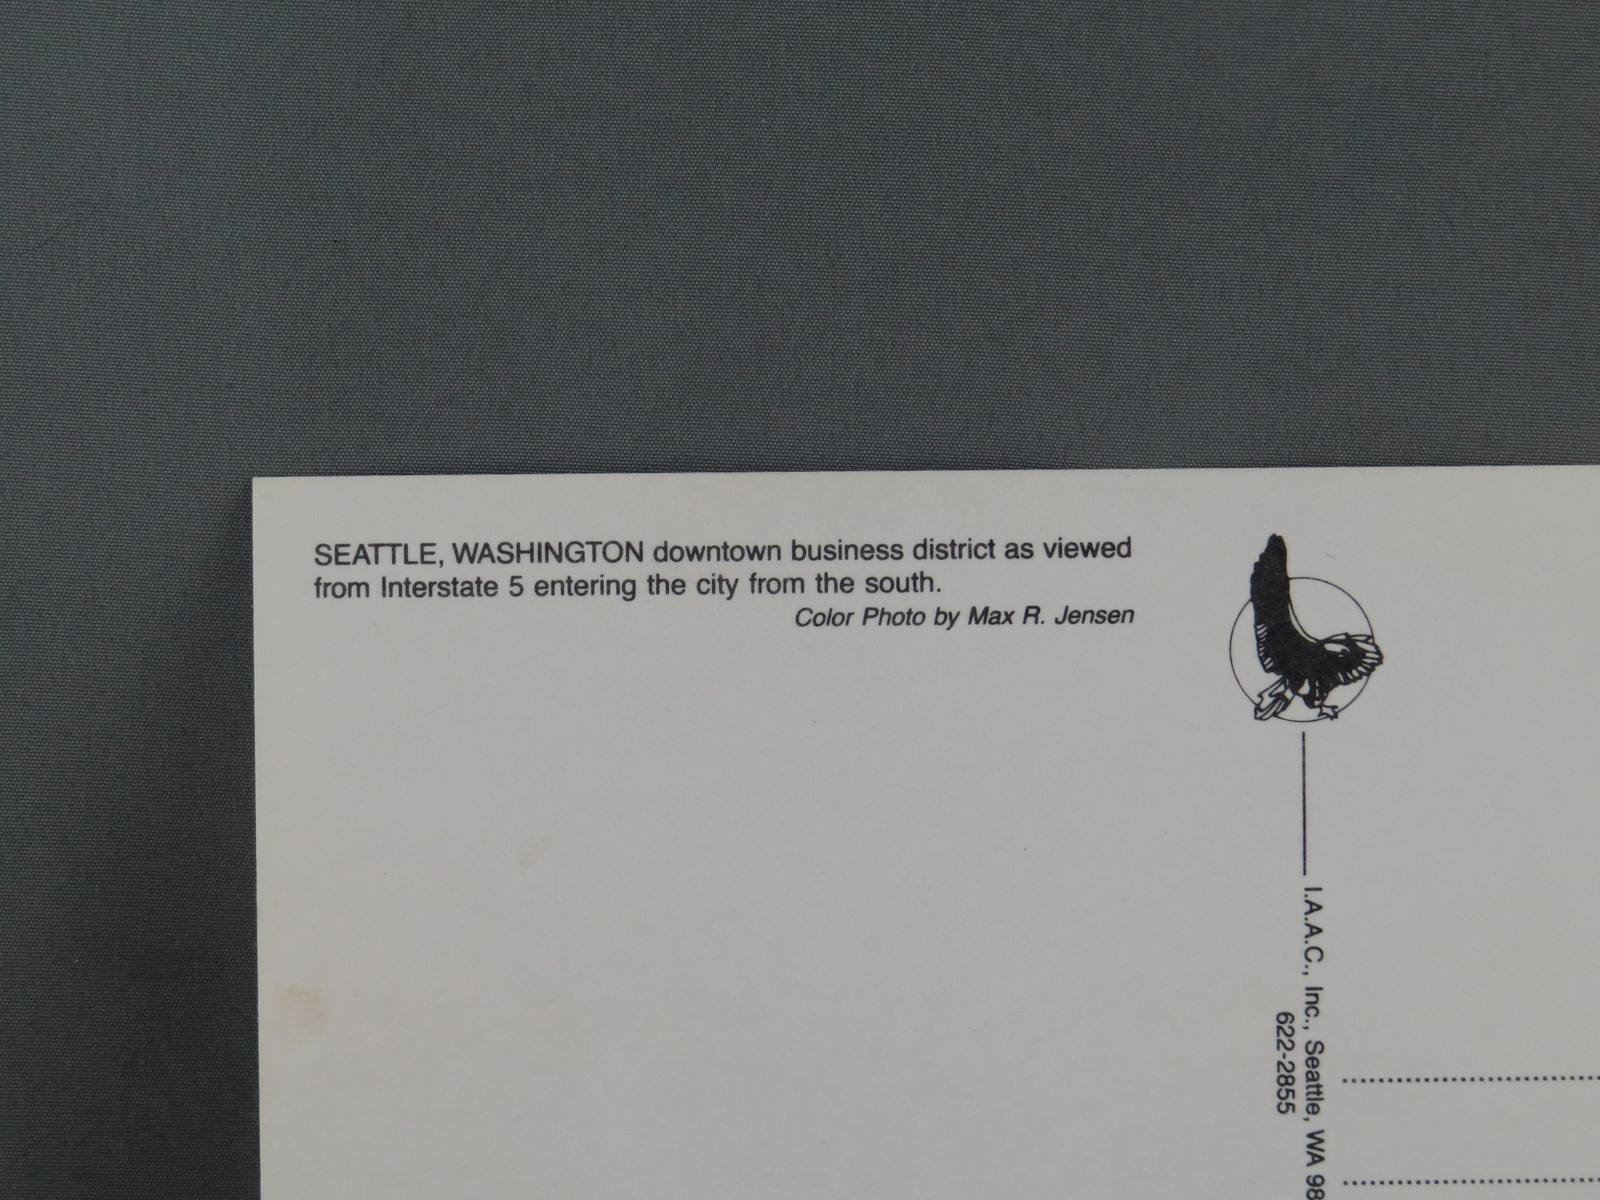 SEATTLE, WASHINGTON downtown business district as viewed
from Interstate 5 entering the city from the south.
Color Photo by Max R. Jensen
I.A.A.C., Inc., Seattle, WA 98
622-2855